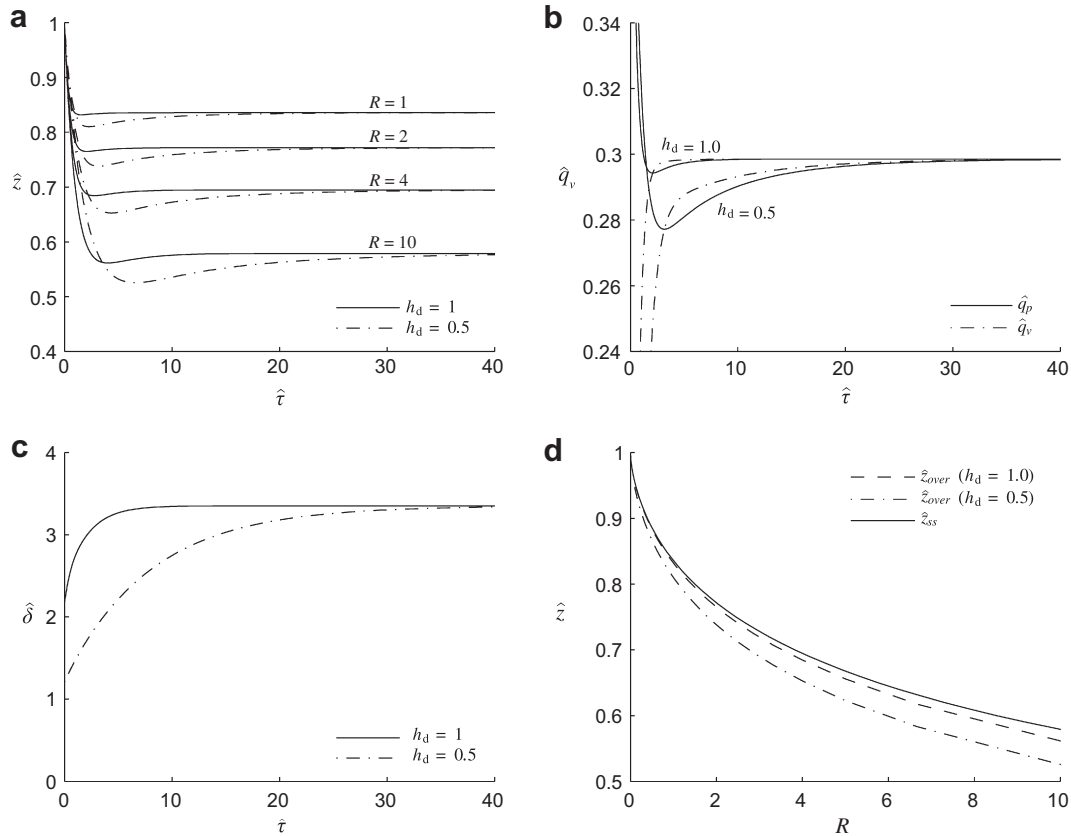 a
1
0.9
0.8
0.7
0.6
0.5
0.4
ẑ
R = 1
R = 2
R = 4
R = 10
h_d = 1
h_d = 0.5
0 10 20 30 40
τ̂
b
0.34
0.32
0.3
0.28
0.26
0.24
q̂_v
h_d = 1.0
h_d = 0.5
q̂_p
q̂_v
0 10 20 30 40
τ̂
c
4
3
2
1
0
δ̂
h_d = 1
h_d = 0.5
0 10 20 30 40
τ̂
d
1
0.9
0.8
0.7
0.6
0.5
ẑ
ẑ_over (h_d = 1.0)
ẑ_over (h_d = 0.5)
ẑ_ss
0 2 4 6 8 10
R